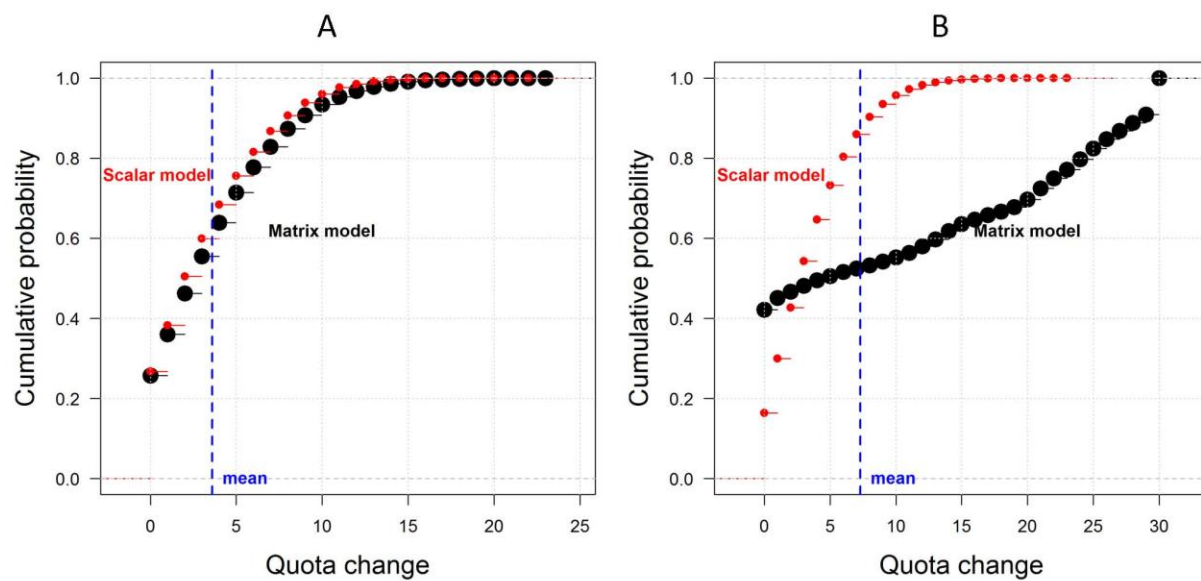 A
Cumulative probability
1.0
0.8
0.6
0.4
0.2
0.0
Scalar model
Matrix model
mean
0 5 10 15 20 25
Quota change
B
Cumulative probability
1.0
0.8
0.6
0.4
0.2
0.0
Scalar model
Matrix model
mean
0 5 10 15 20 25 30
Quota change